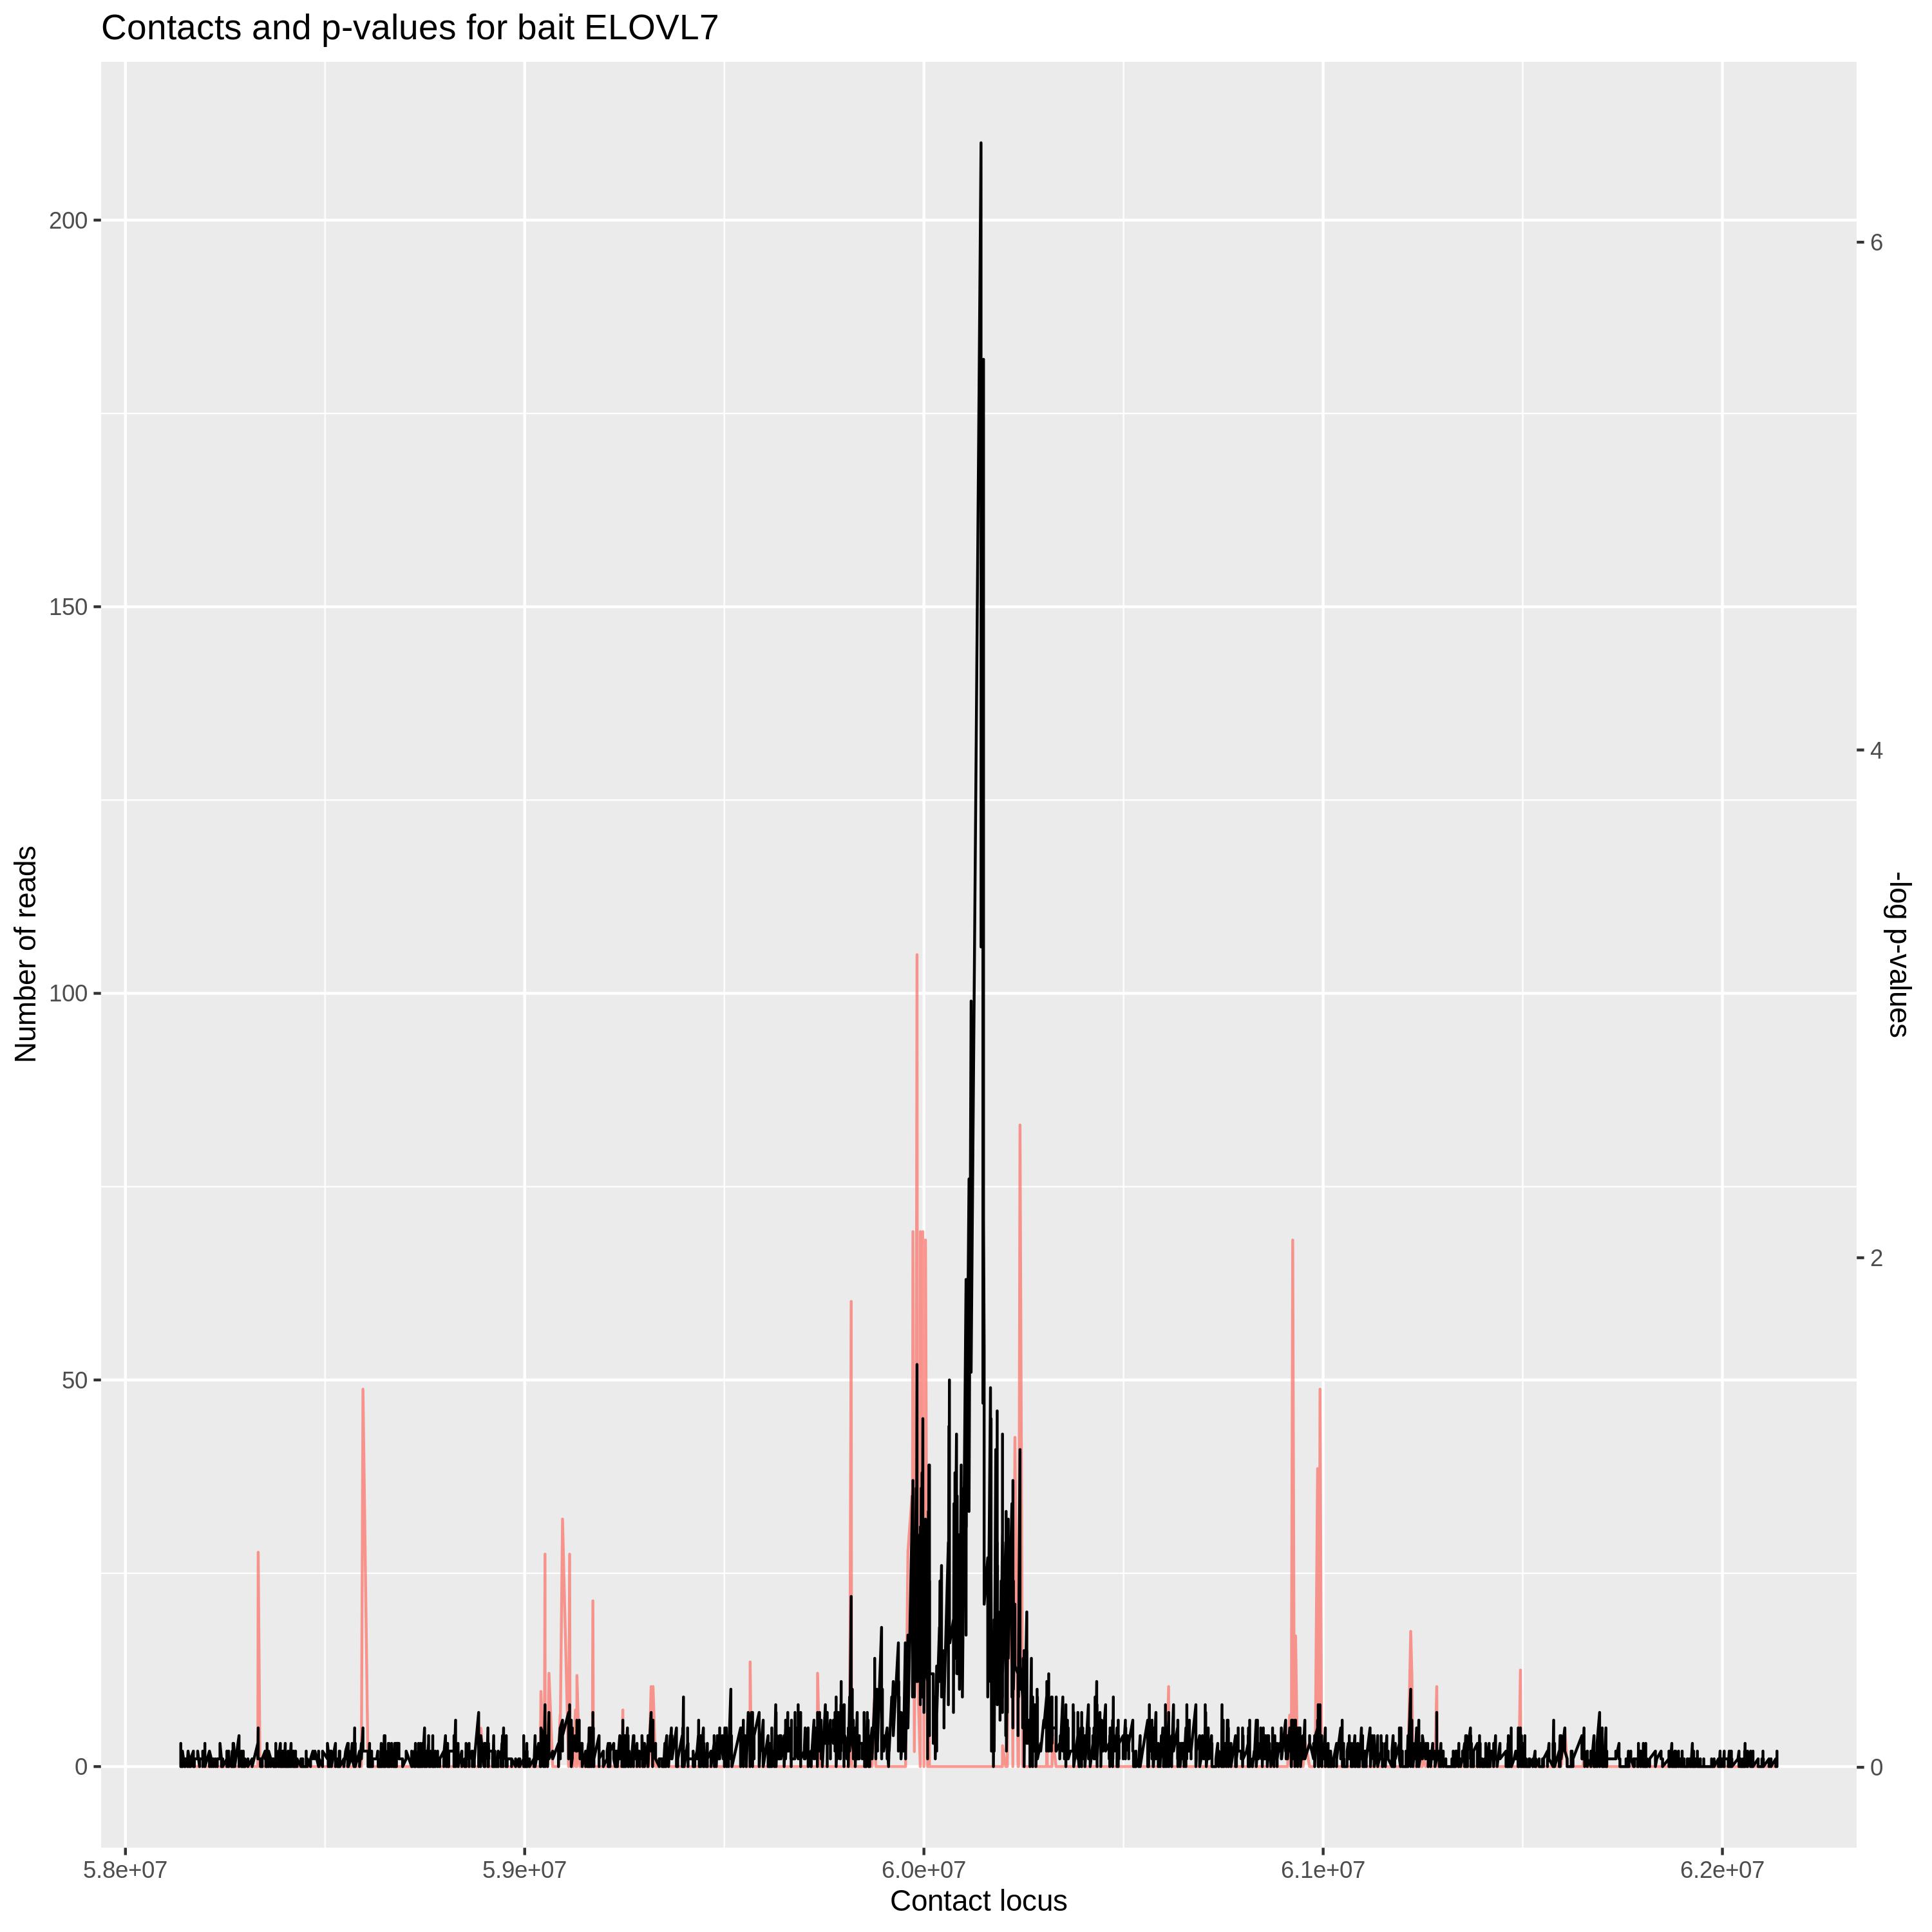 Contacts and p-values for bait ELOVL7
200
150
100
50
0
Number of reads
6
4
2
0
-log p-values
5.8e+07
5.9e+07
6.0e+07
6.1e+07
6.2e+07
Contact locus